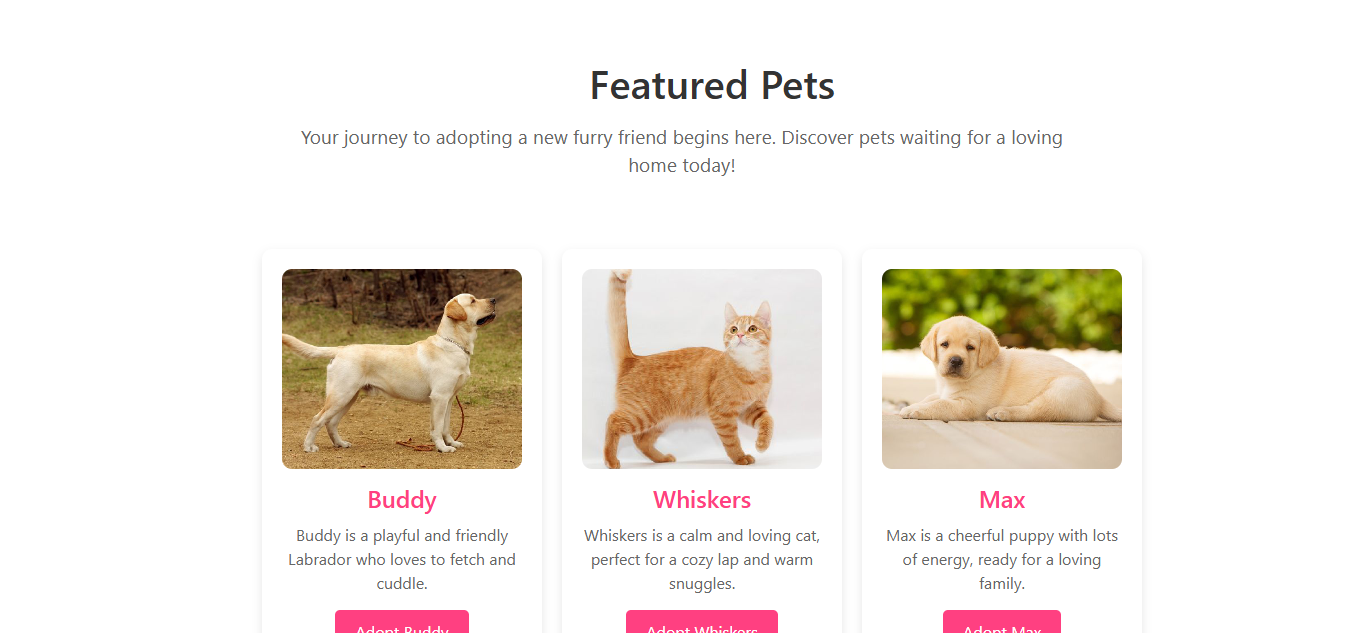 Featured Pets
Your journey to adopting a new furry friend begins here. Discover pets waiting for a loving
home today!
Buddy
Buddy is a playful and friendly
Labrador who loves to fetch and
cuddle.
Adopt Buddy
Whiskers
Whiskers is a calm and loving cat,
perfect for a cozy lap and warm
snuggles.
Adopt Whiskers
Max
Max is a cheerful puppy with lots
of energy, ready for a loving
family.
Adopt Max